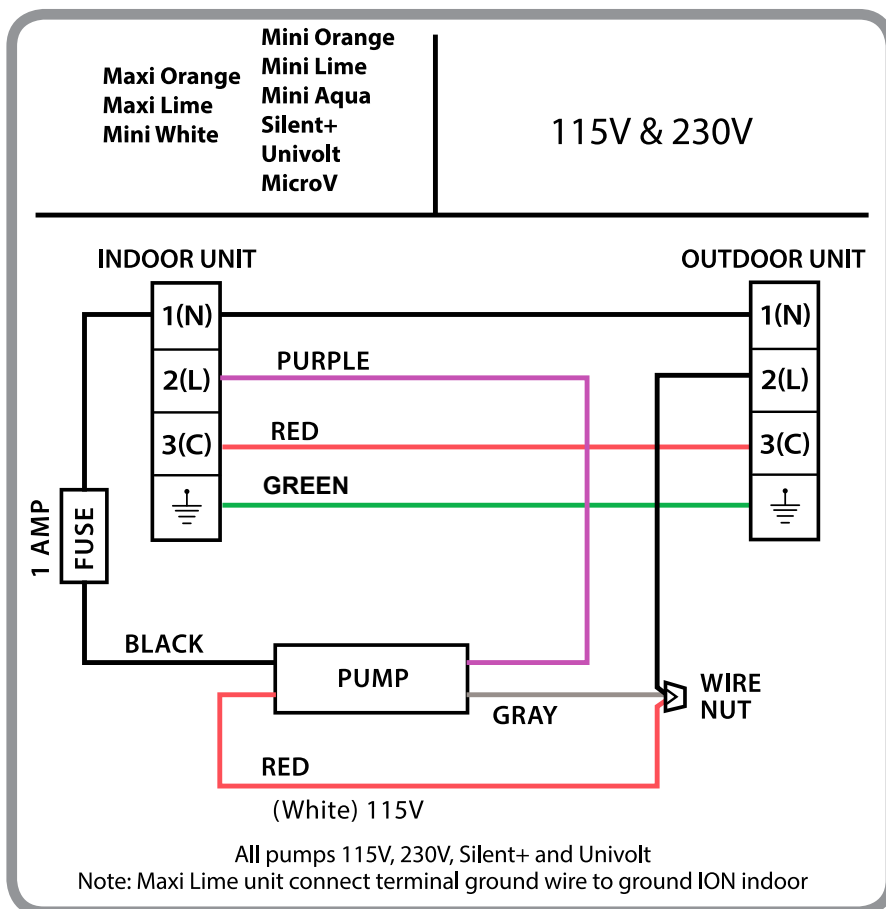 Maxi Orange
Maxi Lime
Mini White
Mini Orange
Mini Lime
Mini Aqua
Silent+
Univolt
MicroV
115V & 230V
INDOOR UNIT
OUTDOOR UNIT
1(N)
2(L)
3(C)
1(N)
2(L)
3(C)
PURPLE
RED
GREEN
1 AMP
FUSE
BLACK
PUMP
GRAY
WIRE
NUT
RED
(White) 115V
All pumps 115V, 230V, Silent+ and Univolt
Note: Maxi Lime unit connect terminal ground wire to ground ION indoor